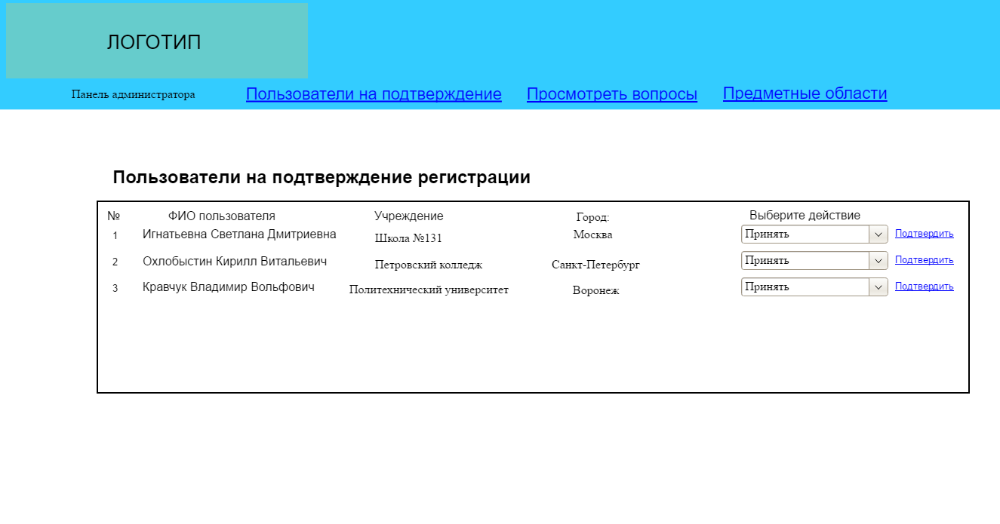 ЛОГОТИП
Панель администратора Пользователи на подтверждение Просмотреть вопросы Предметные области
Пользователи на подтверждение регистрации
№ ФИО пользователя Учреждение Город: Выберите действие
1 Игнатьевна Светлана Дмитриевна Школа №131 Москва Принять Подтвердить
2 Охлобыстин Кирилл Витальевич Петровский колледж Санкт-Петербург Принять Подтвердить
3 Кравчук Владимир Вольфович Политехнический университет Воронеж Принять Подтвердить